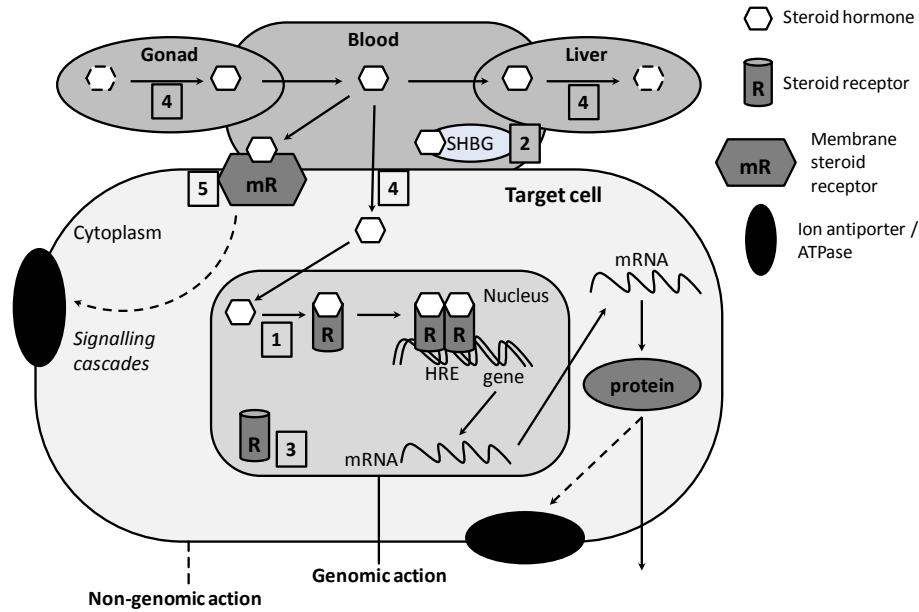 Gonad
Blood
Liver
4
4
SHBG
2
mR
5
4
Target cell
Cytoplasm
Signalling
cascades
Nucleus
1
R
R
R
HRE
gene
R
3
mRNA
mRNA
protein
Genomic action
Non-genomic action
Steroid hormone
R
Steroid
receptor
mR
Membrane
steroid
receptor
Ion antiporter /
ATPase